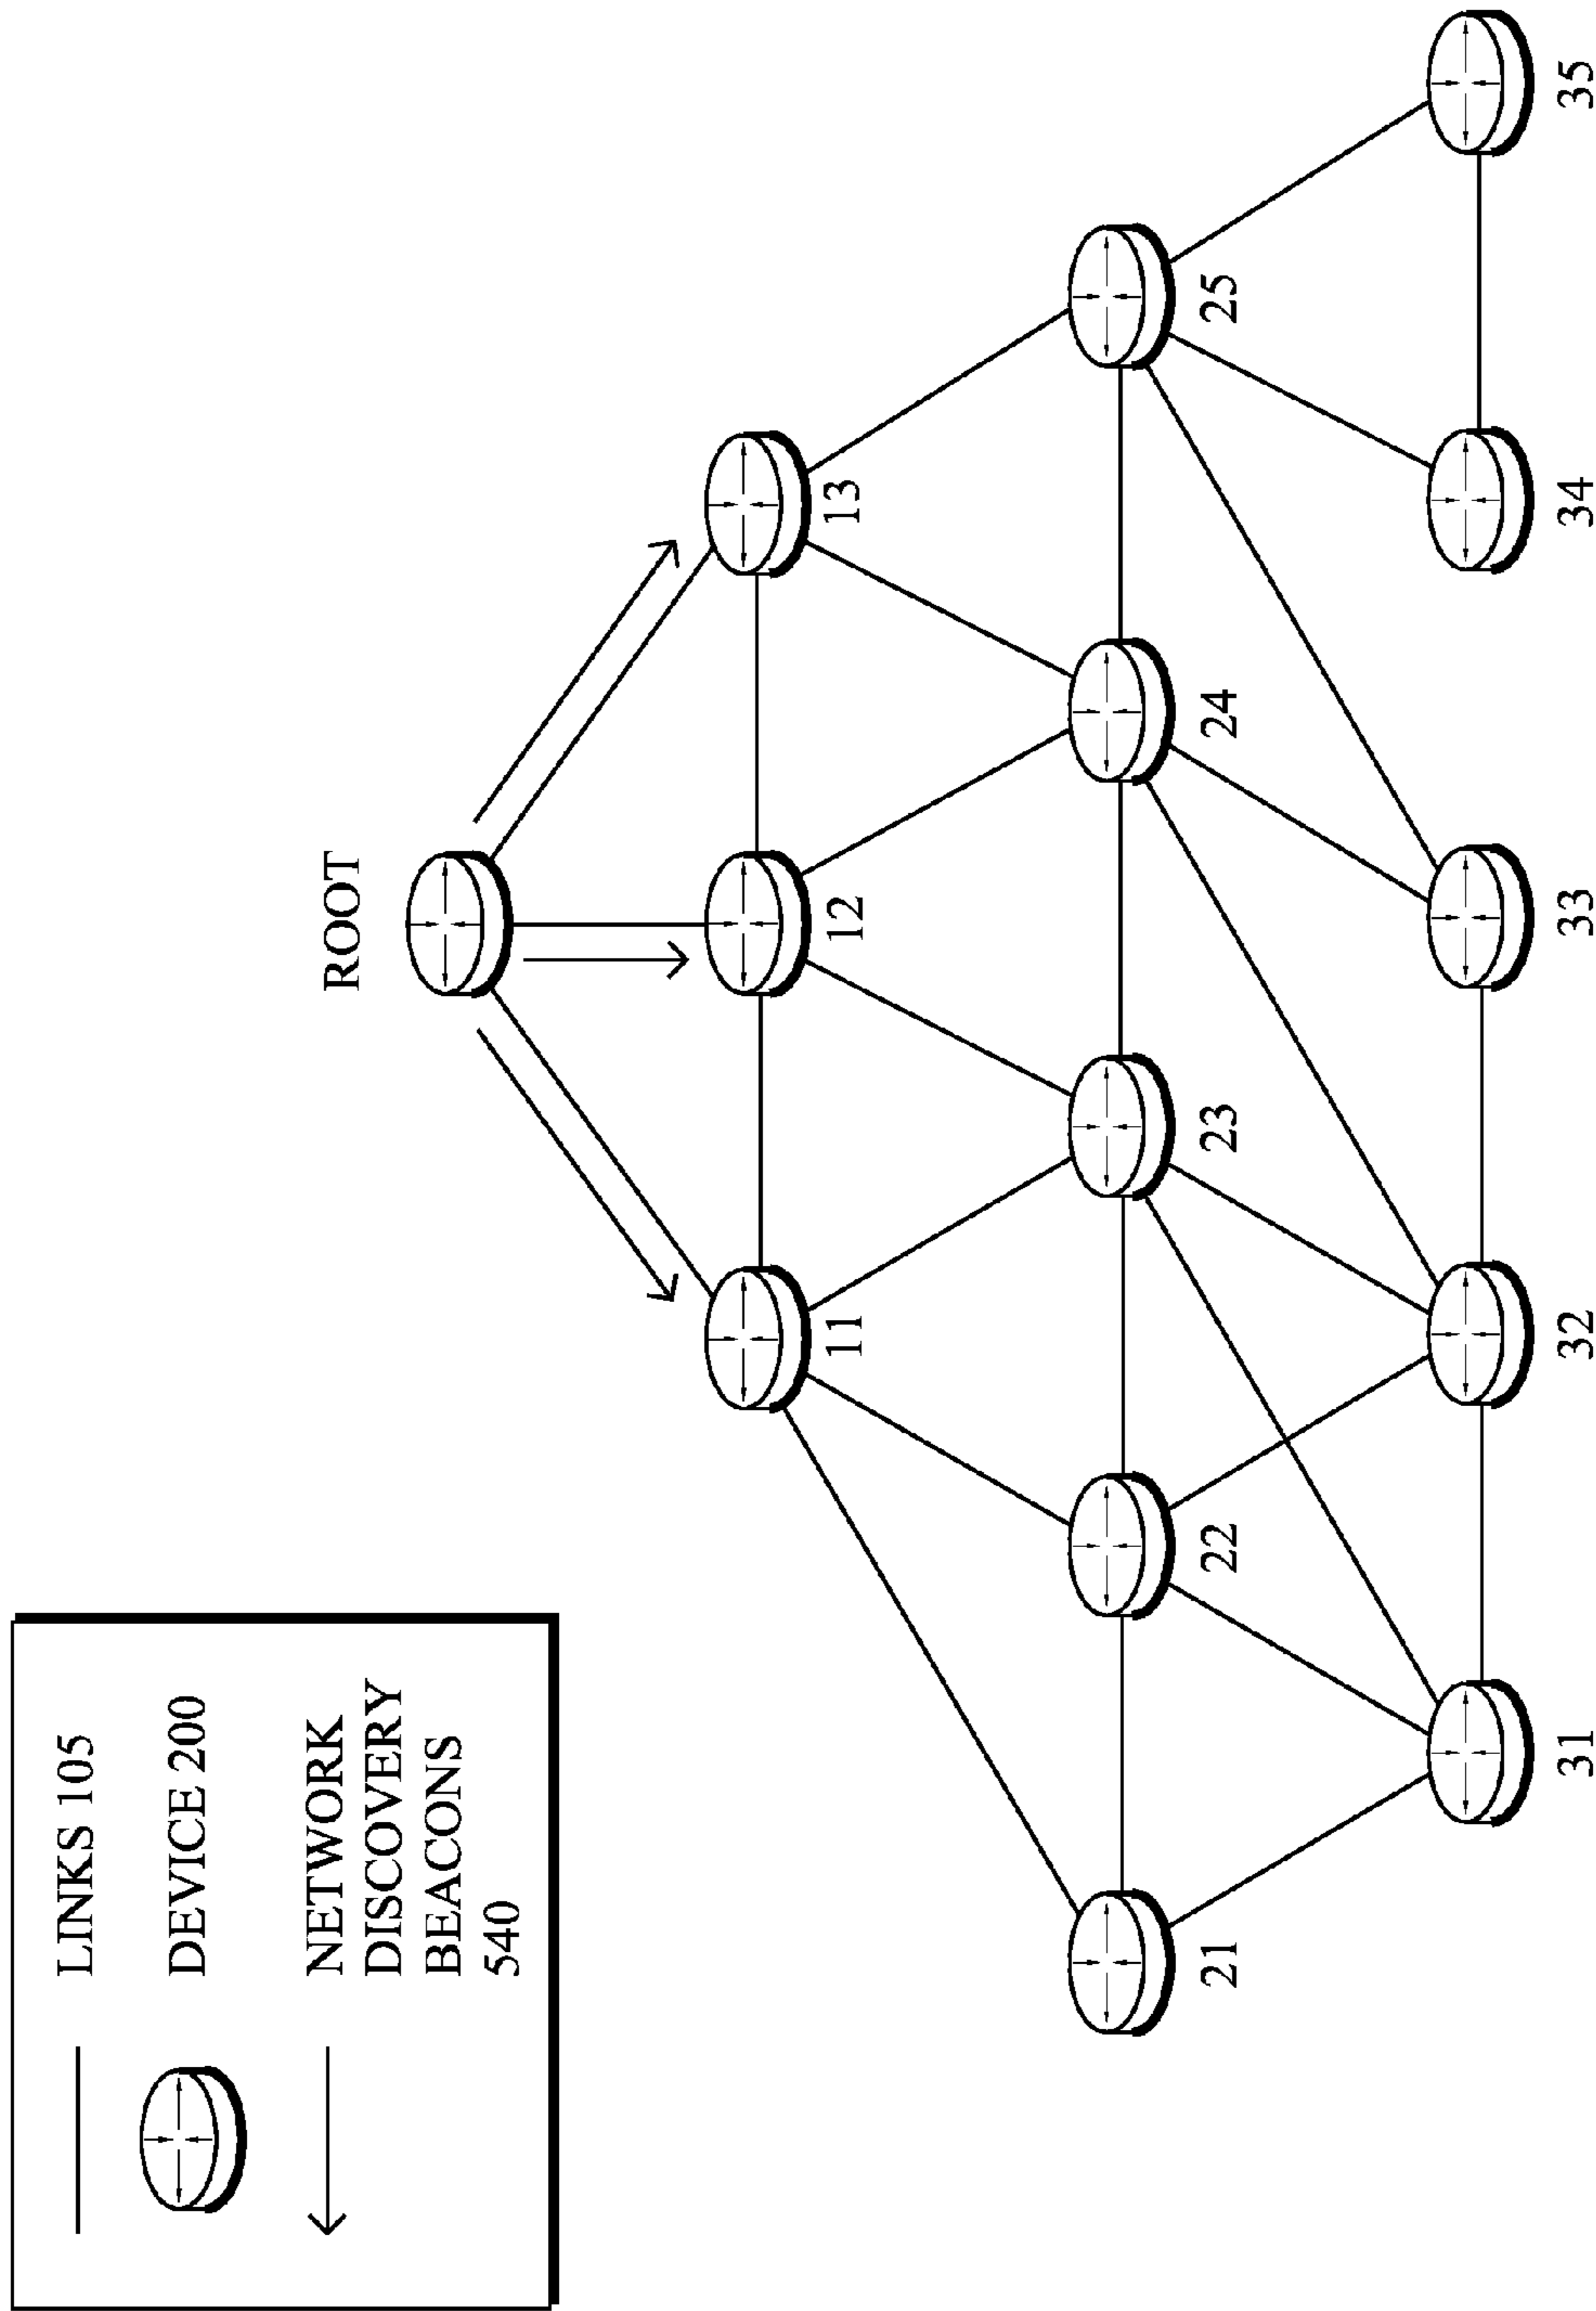 LINKS 105
DEVICE 200
NETWORK
DISCOVERY
BEACONS
540
ROOT
11
12
13
21
22
23
24
25
31
32
33
34
35